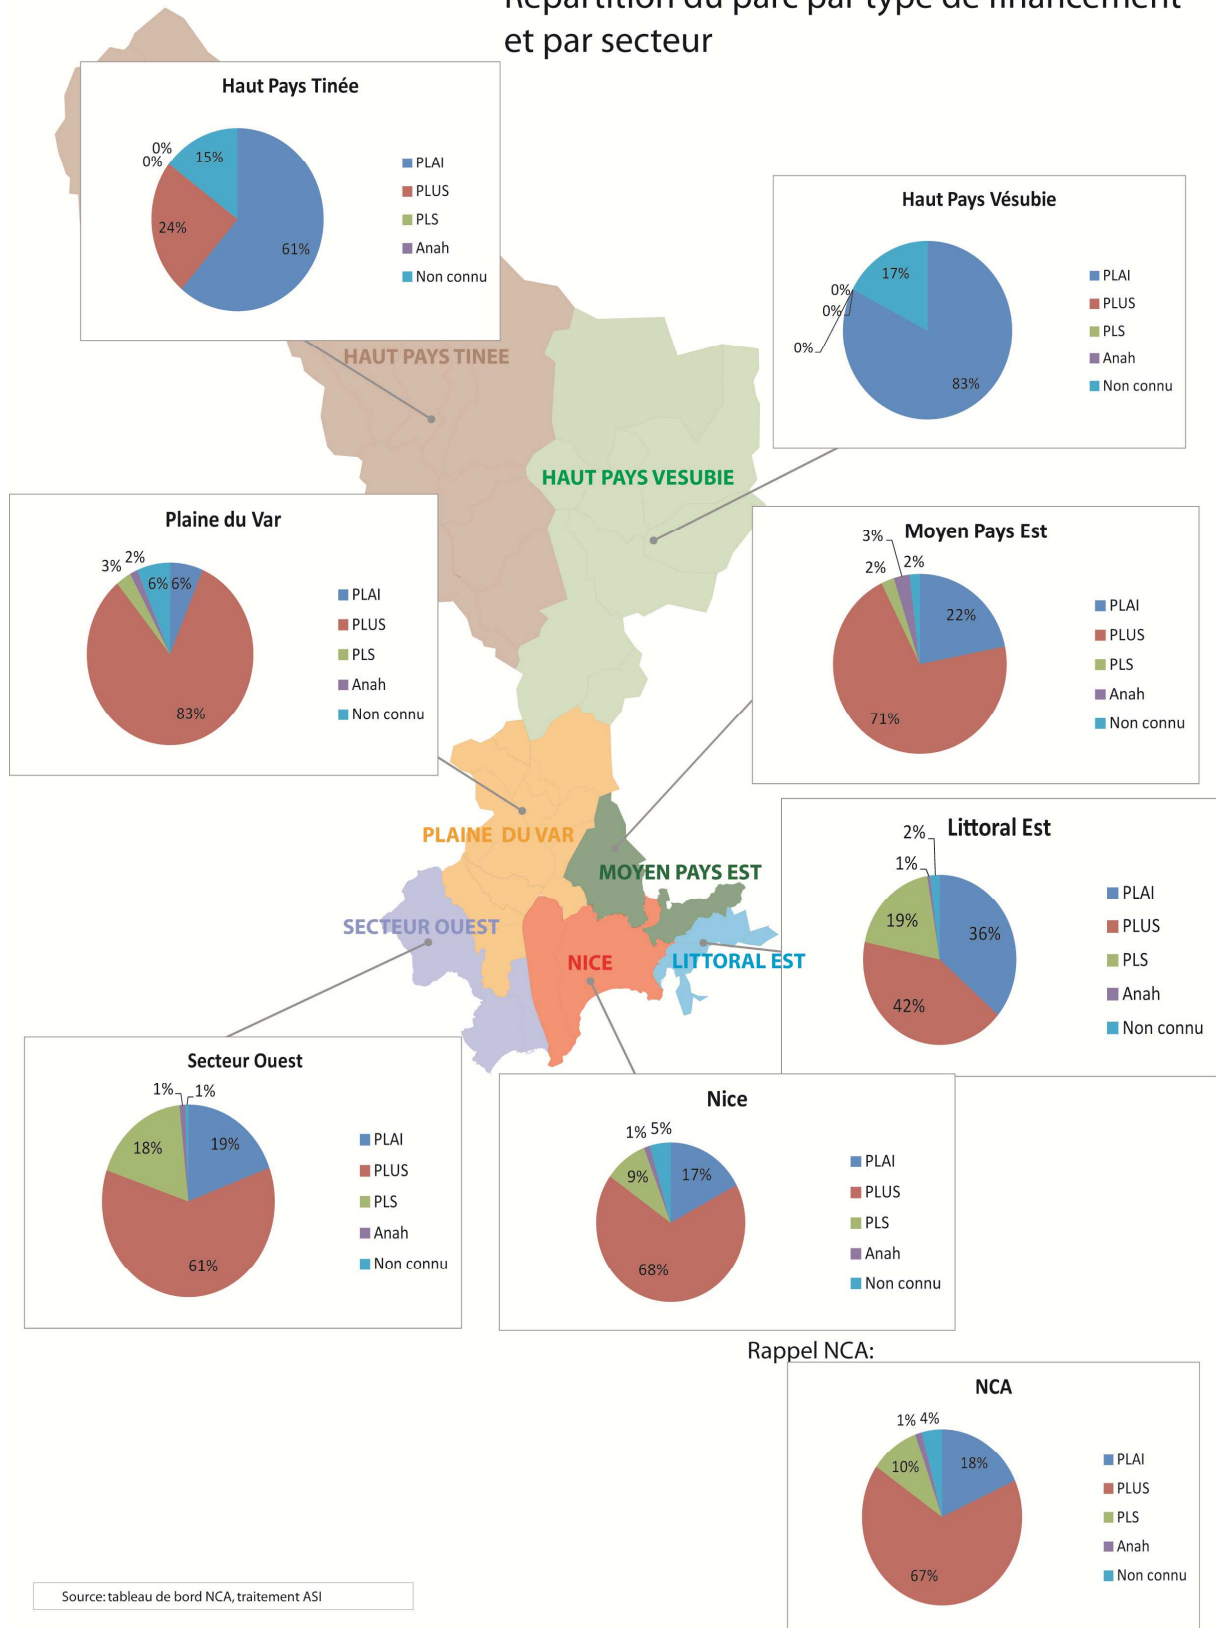 Répartition du parc par type de financement
et par secteur
Haut Pays Tinée
0%
0%
15%
24%
61%
PLAI
PLUS
PLS
Anah
Non connu
Haut Pays Vésubie
17%
0%
0%
0%
83%
PLAI
PLUS
PLS
Anah
Non connu
HAUT PAYS TINEE
HAUT PAYS VESUBIE
Plaine du Var
3%
2%
6%
6%
83%
PLAI
PLUS
PLS
Anah
Non connu
Moyen Pays Est
3%
2%
2%
22%
71%
PLAI
PLUS
PLS
Anah
Non connu
PLAINE DU VAR
MOYEN PAYS EST
SECTEUR OUEST
NICE
LITTORAL EST
Littoral Est
2%
1%
19%
36%
42%
PLAI
PLUS
PLS
Anah
Non connu
Secteur Ouest
1%
1%
18%
19%
61%
PLAI
PLUS
PLS
Anah
Non connu
Nice
1%
5%
9%
17%
68%
PLAI
PLUS
PLS
Anah
Non connu
Rappel NCA:
NCA
1%
4%
10%
18%
67%
PLAI
PLUS
PLS
Anah
Non connu
Source: tableau de bord NCA, traitement ASI